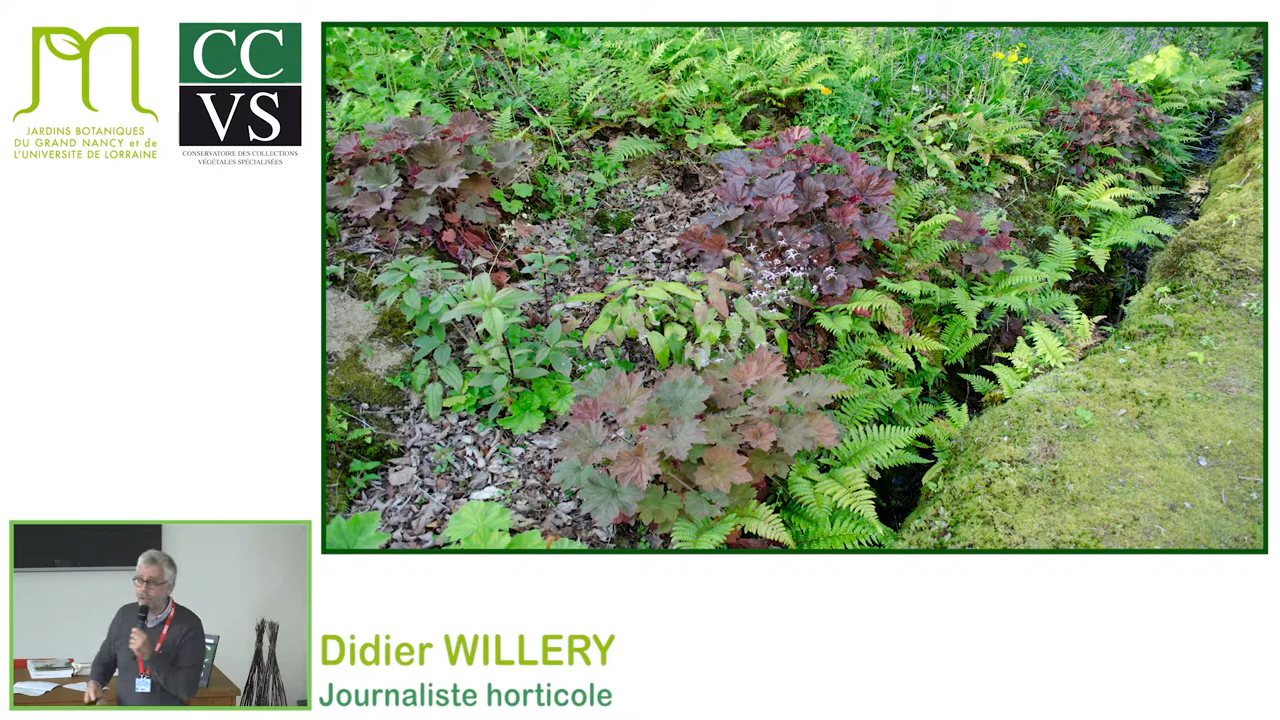 JARDINS BOTANIQUES
DU GRAND NANCY et de
L'UNIVERSITE DE LORRAINE
CC
VS
CONSERVATOIRE DES COLLECTIONS
VÉGÉTALES SPÉCIALISÉES
Didier WILLERY
Journaliste horticole